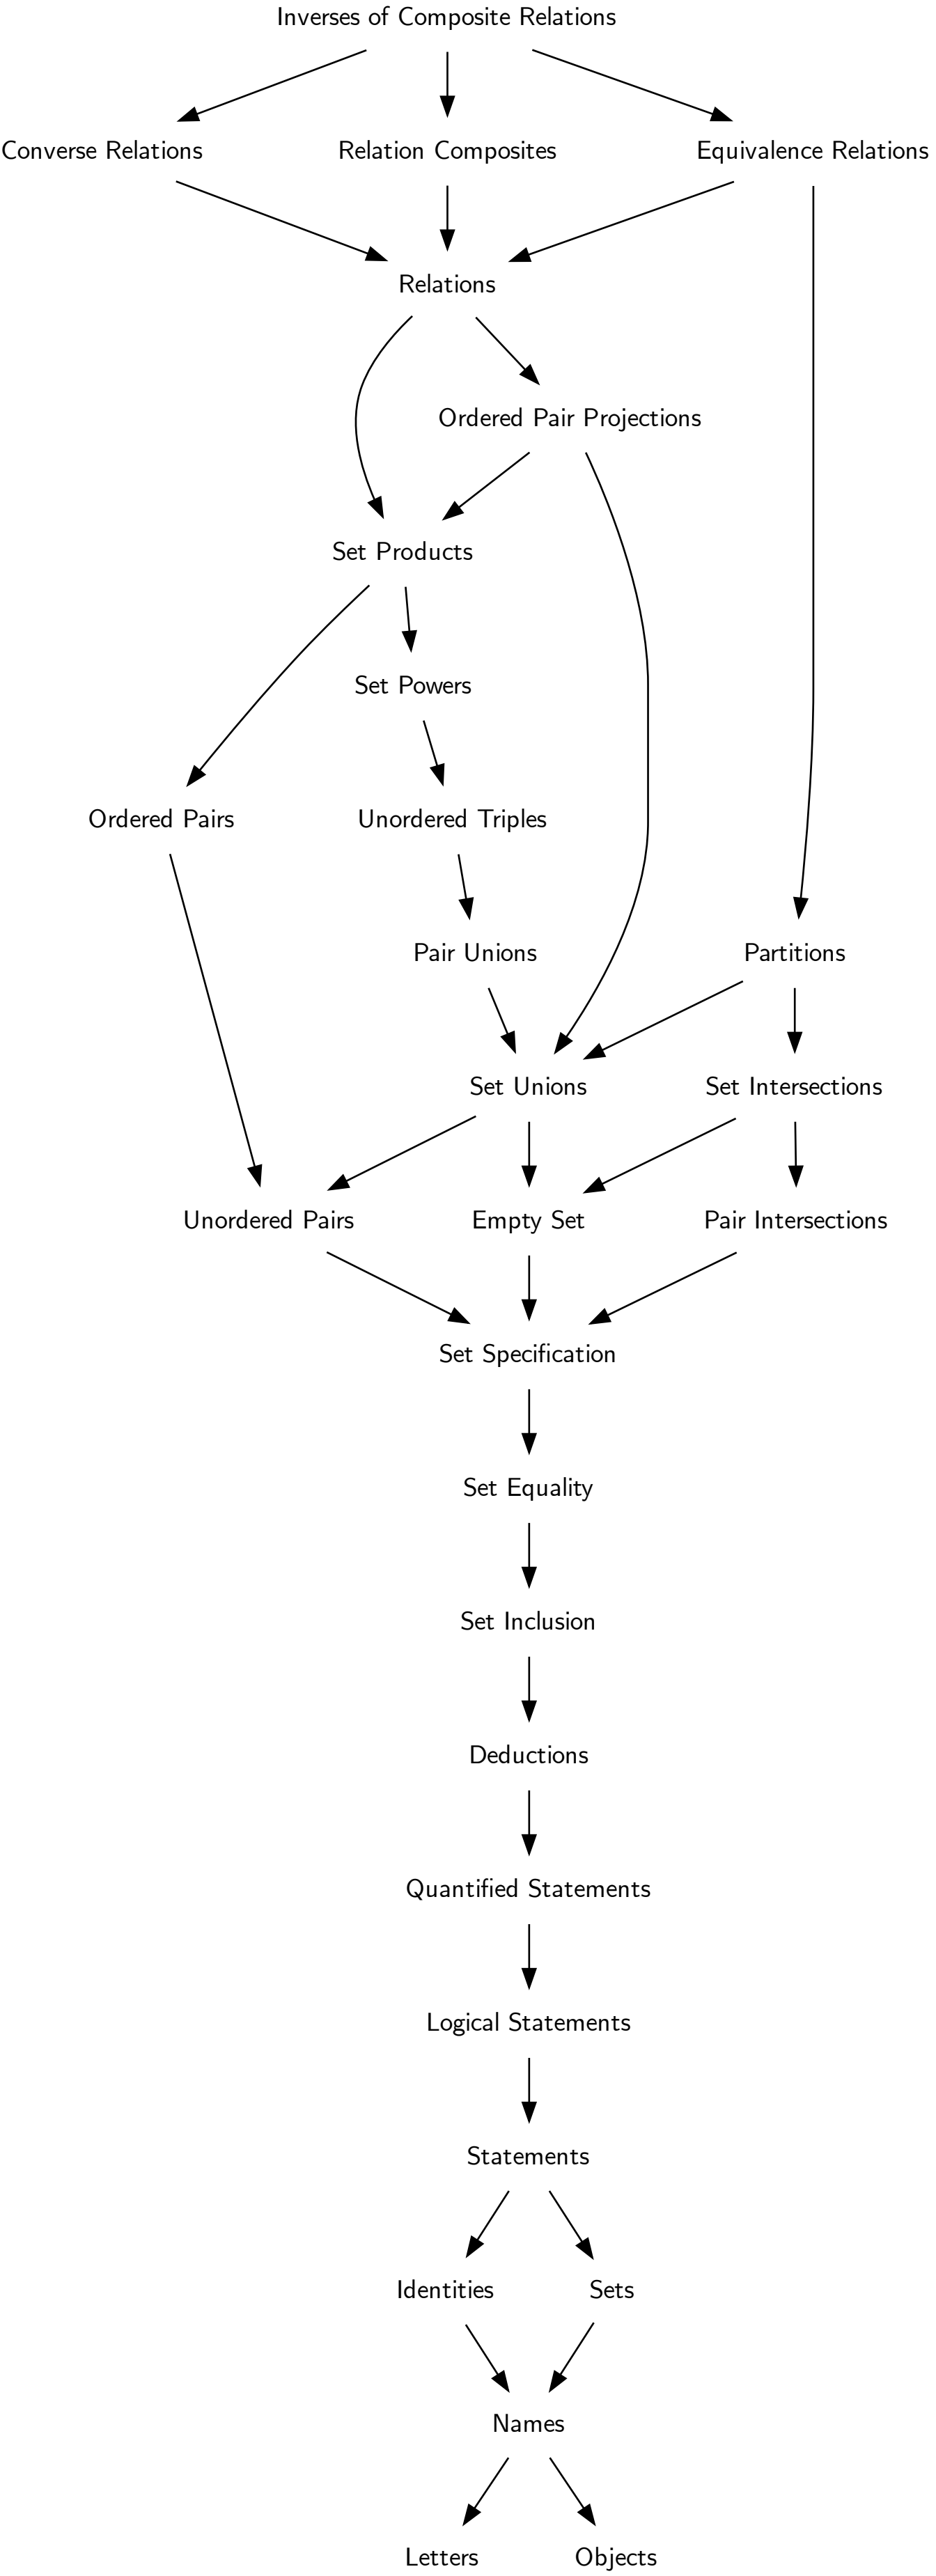 Inverses of Composite Relations
Converse Relations
Relation Composites
Equivalence Relations
Relations
Ordered Pair Projections
Set Products
Set Powers
Ordered Pairs
Unordered Triples
Pair Unions
Partitions
Set Unions
Set Intersections
Unordered Pairs
Empty Set
Pair Intersections
Set Specification
Set Equality
Set Inclusion
Deductions
Quantified Statements
Logical Statements
Statements
Identities
Sets
Names
Letters
Objects